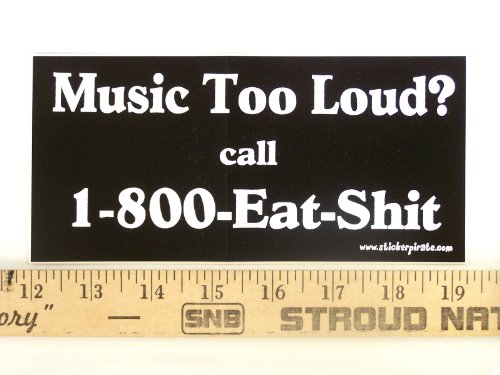 Music Too Loud?
call
1-800-Eat-Shit
www.stickerpirate.com
12 13 14 15 16 17 18 19
ory" — SNB STROUD NAT